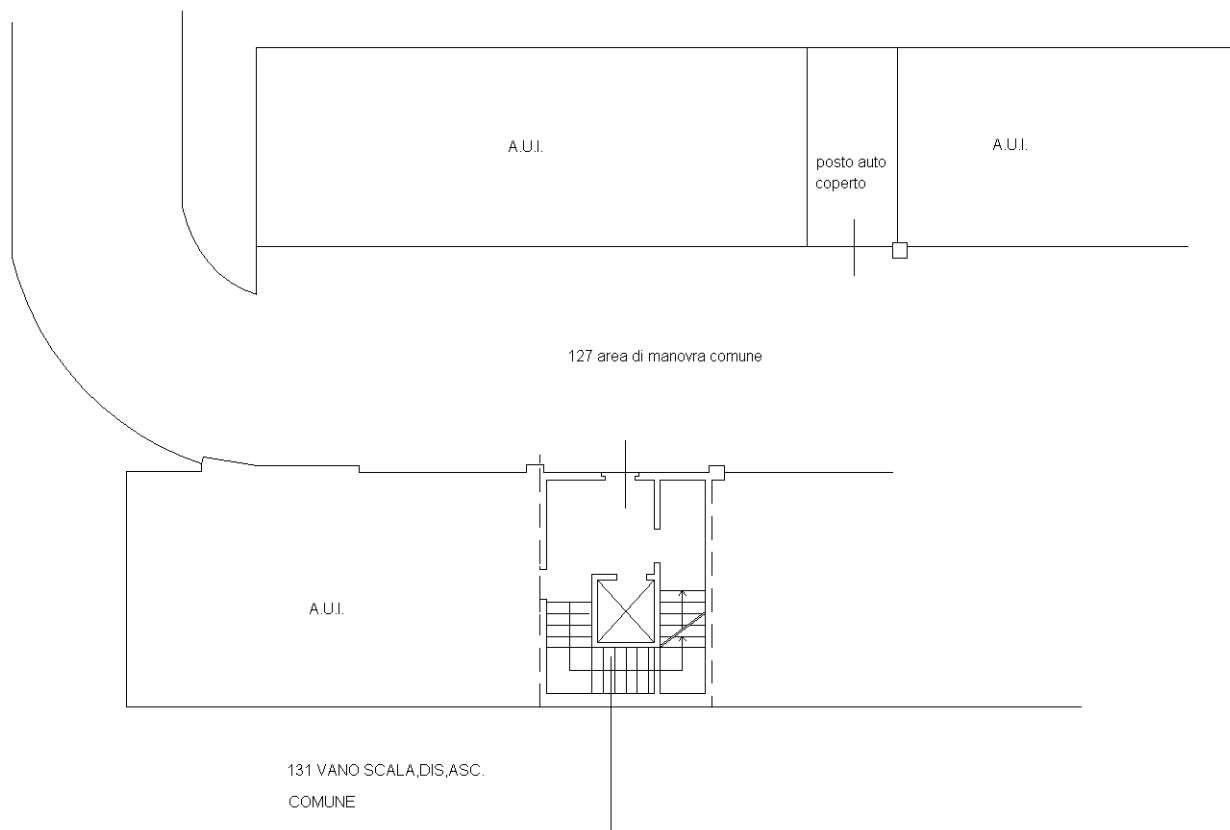 A.U.I.
A.U.I.
posto auto
coperto
127 area di manovra comune
A.U.I.
131 VANO SCALA,DIS,ASC.
COMUNE